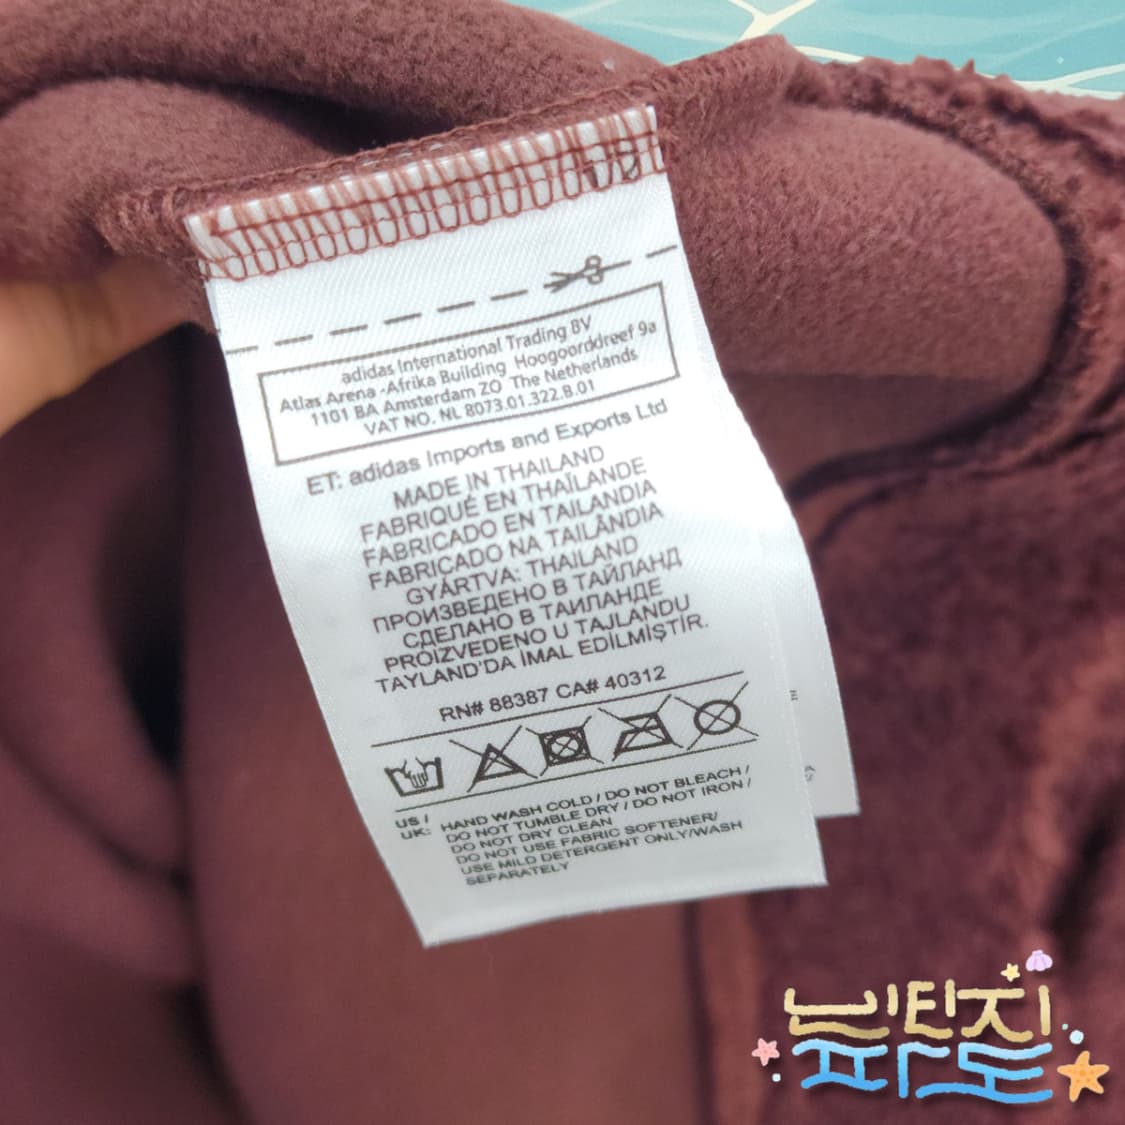 adidas International Trading BV
Atlas Arena -Afrika Building Hoogoorddreef 9a
1101 BA Amsterdam ZO The Netherlands
VAT NO. NL 8073.01.322.B.01
ET: adidas Imports and Exports Ltd
MADE IN THAILAND
FABRIQUÉ EN THAÏLANDE
FABRICADO EN TAILANDIA
FABRICADO NA TAILÂNDIA
GYÁRTVA: THAILAND
ПРОИЗВЕДЕНО В ТАЙЛАНД
СДЕЛАНО В ТАИЛАНДЕ
PROIZVEDENO U TAJLANDU
TAYLAND'DA İMAL EDİLMİŞTİR.
RN# 88387 CA# 40312
US / UK: HAND WASH COLD / DO NOT BLEACH /
DO NOT TUMBLE DRY / DO NOT IRON /
DO NOT DRY CLEAN
DO NOT USE FABRIC SOFTENER/
USE MILD DETERGENT ONLY/WASH
SEPARATELY
빈티지
파도